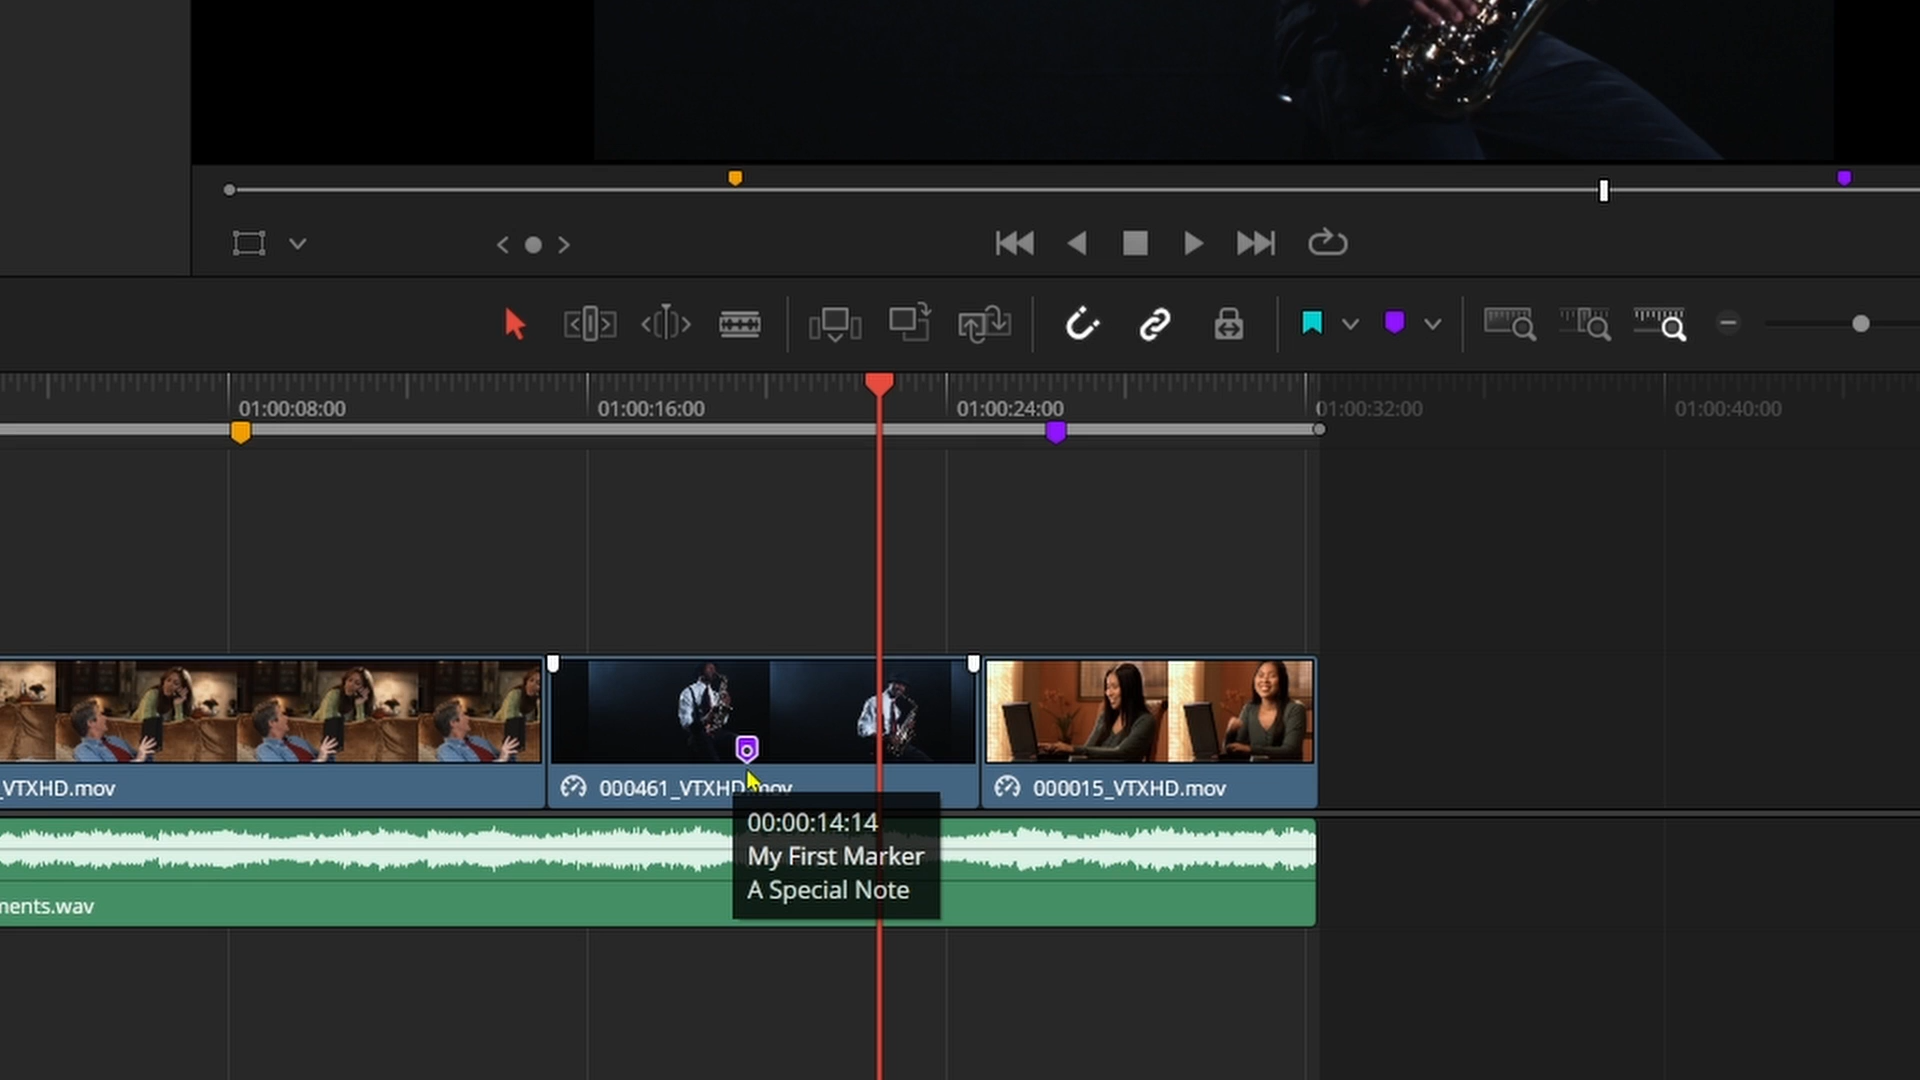 01:00:08:00
01:00:16:00
01:00:24:00
01:00:32:00
01:00:40:00
_VTXHD.mov
000461_VTXHD.mov
000015_VTXHD.mov
00:00:14:14
My First Marker
A Special Note
ments.wav